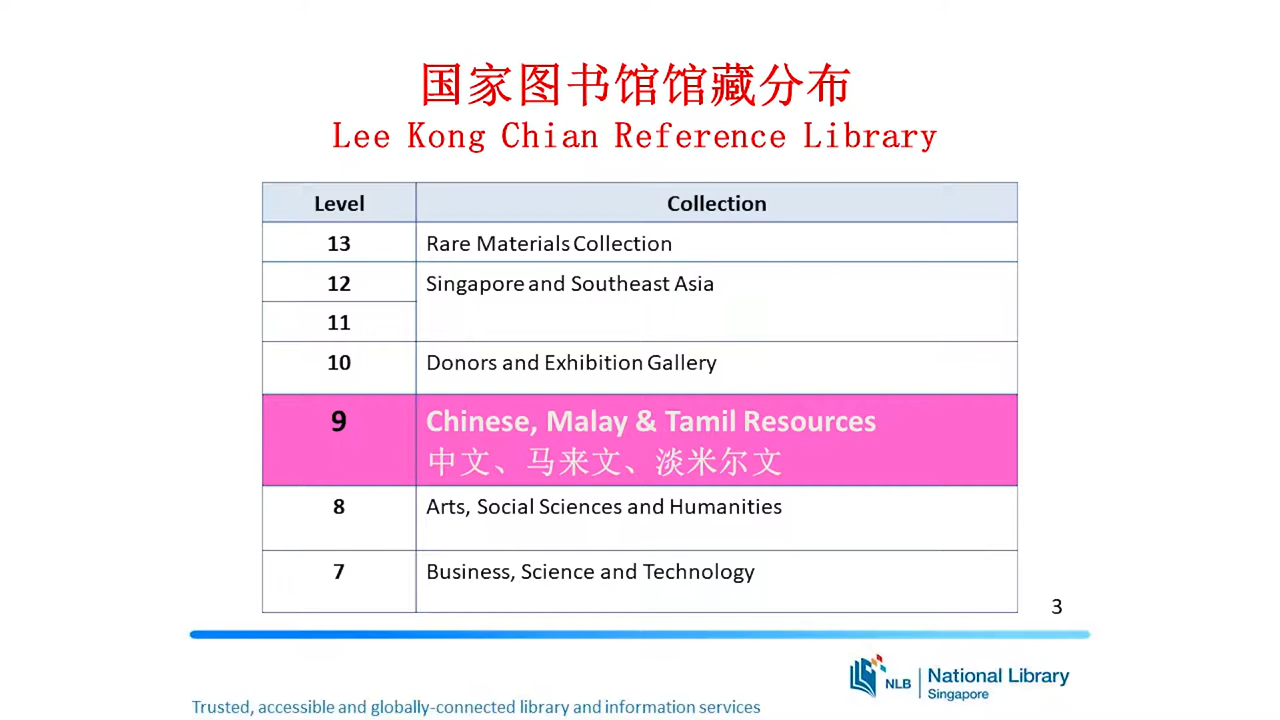 国家图书馆馆藏分布
Lee Kong Chian Reference Library
Level Collection
13 Rare Materials Collection
12 Singapore and Southeast Asia
11
10 Donors and Exhibition Gallery
9 Chinese, Malay & Tamil Resources
中文、马来文、淡米尔文
8 Arts, Social Sciences and Humanities
7 Business, Science and Technology
3
NLB National Library
Singapore
Trusted, accessible and globally-connected library and information services